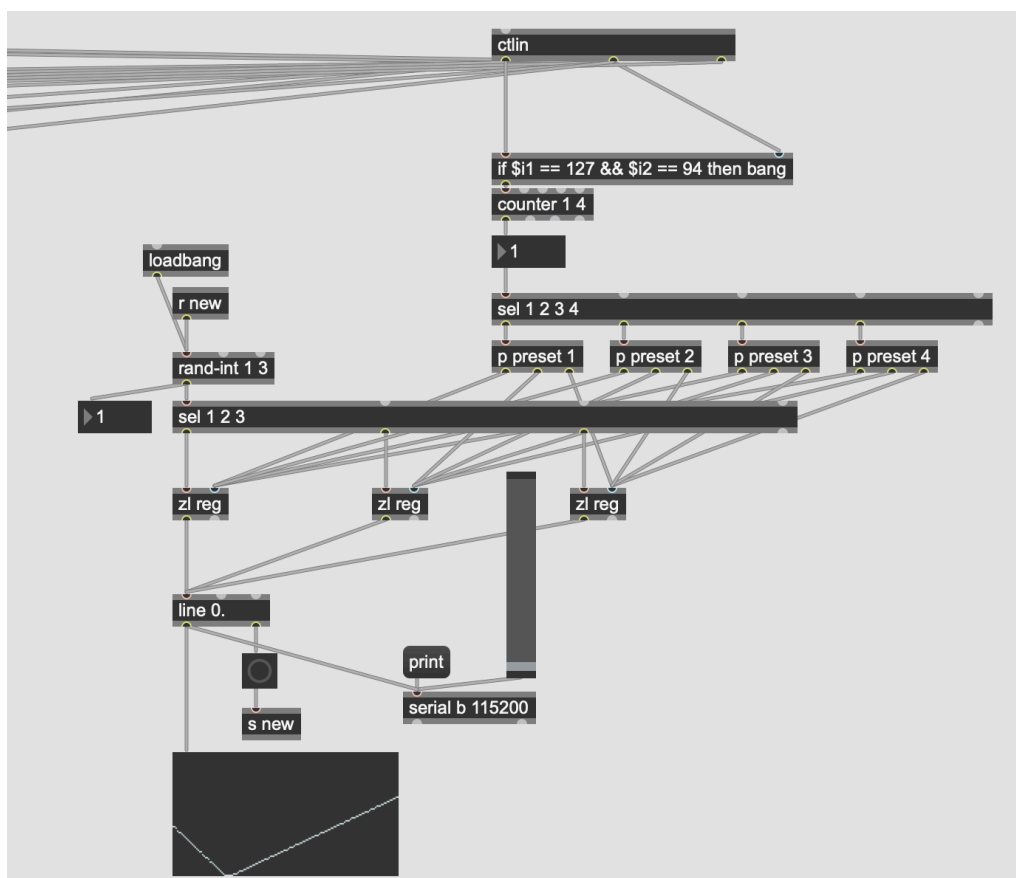 ctlin
if $i1 == 127 && $i2 == 94 then bang
counter 1 4
1
loadbang
r new
sel 1 2 3 4
p preset 1
p preset 2
p preset 3
p preset 4
rand-int 1 3
1
sel 1 2 3
zl reg
zl reg
zl reg
line 0.
print
serial b 115200
s new